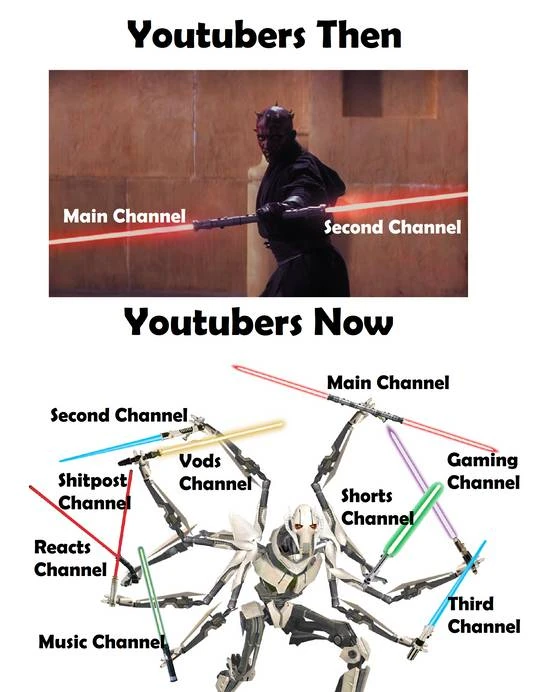 Youtubers Then
Main Channel
Second Channel
Youtubers Now
Main Channel
Second Channel
Vods
Channel
Gaming
Channel
Shitpost
Channel
Shorts
Channel
Reacts
Channel
Third
Channel
Music Channel